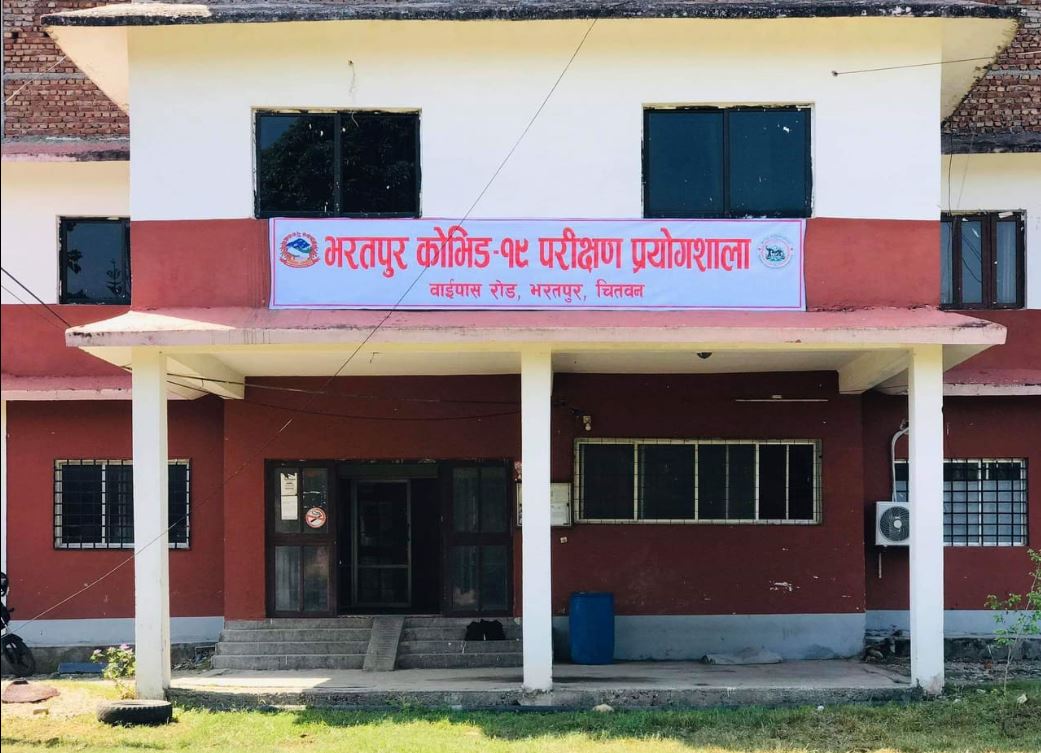 भरतपुर कोभिड-१९ परीक्षण प्रयोगशाला
वाईपास रोड, भरतपुर, चितवन